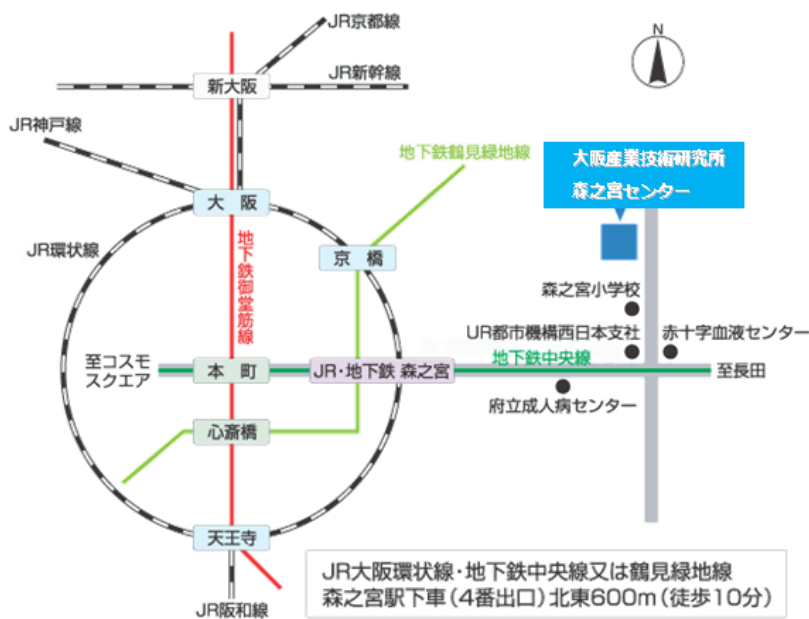 JR京都線
N
新大阪
JR新幹線
JR神戸線
地下鉄鶴見緑地線
大阪産業技術研究所
森之宮センター
大 阪
地下鉄御堂筋線
JR環状線
京 橋
森之宮小学校
UR都市機構西日本支社
赤十字血液センター
地下鉄中央線
至コスモ
スクエア
本 町
JR・地下鉄 森之宮
至長田
府立成人病センター
心斎橋
天王寺
JR阪和線
JR大阪環状線・地下鉄中央線又は鶴見緑地線
森之宮駅下車(4番出口)北東600m(徒歩10分)